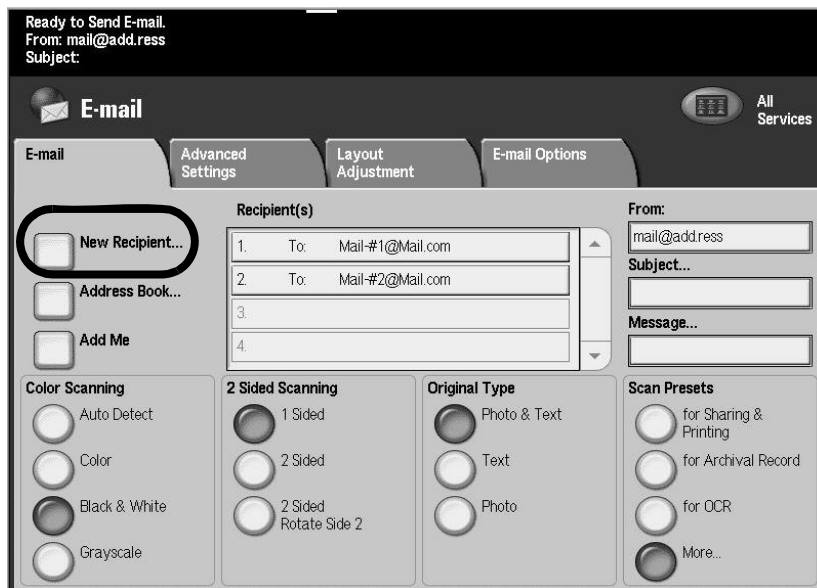 Ready to Send E-mail.
From: mail@add.ress
Subject:
E-mail
All
Services
E-mail
Advanced
Settings
Layout
Adjustment
E-mail Options
New Recipient...
Address Book...
Add Me
Recipient(s)
1. To: Mail-#1@Mail.com
2. To: Mail-#2@Mail.com
3.
4.
From:
mail@add.ress
Subject...
Message...
Color Scanning
Auto Detect
Color
Black & White
Grayscale
2 Sided Scanning
1 Sided
2 Sided
2 Sided
Rotate Side 2
Original Type
Photo & Text
Text
Photo
Scan Presets
for Sharing &
Printing
for Archival Record
for OCR
More...